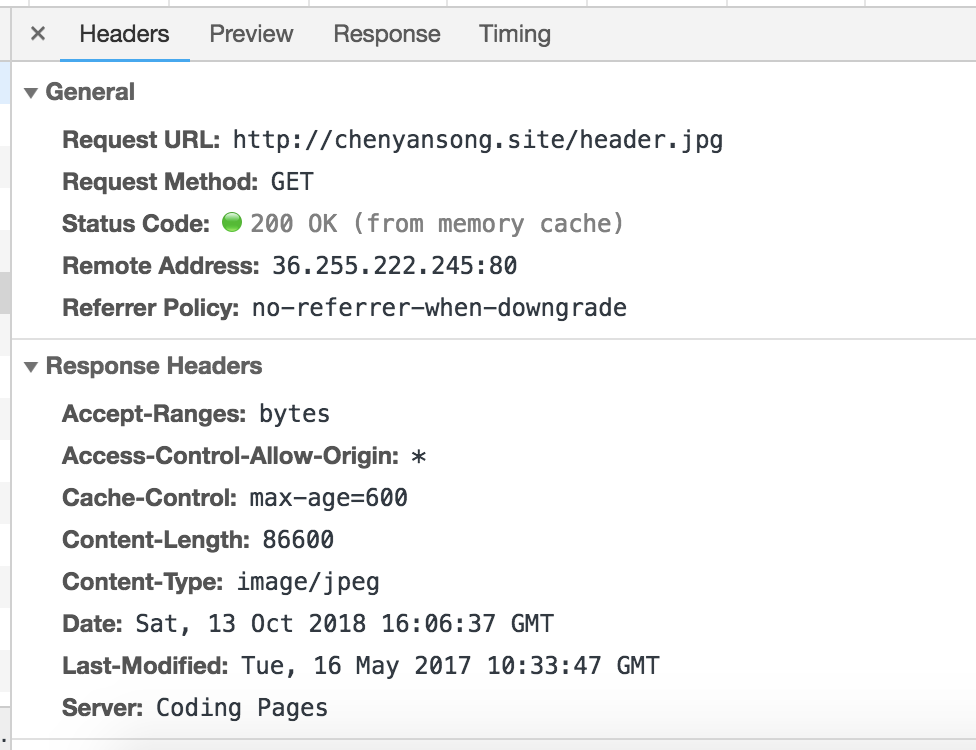 × Headers Preview Response Timing
▼ General
Request URL: http://chenyansong.site/header.jpg
Request Method: GET
Status Code: 200 OK (from memory cache)
Remote Address: 36.255.222.245:80
Referrer Policy: no-referrer-when-downgrade
▼ Response Headers
Accept-Ranges: bytes
Access-Control-Allow-Origin: *
Cache-Control: max-age=600
Content-Length: 86600
Content-Type: image/jpeg
Date: Sat, 13 Oct 2018 16:06:37 GMT
Last-Modified: Tue, 16 May 2017 10:33:47 GMT
Server: Coding Pages